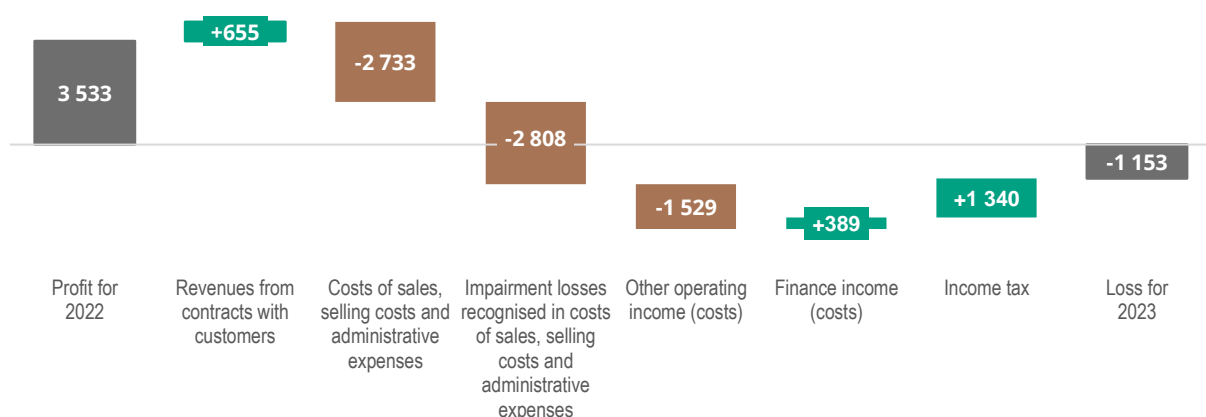 +655
-2 733
3 533
-2 808
-1 153
-1 529
+1 340
+389
Profit for
2022
Revenues from
contracts with
customers
Costs of sales,
selling costs and
administrative
expenses
Impairment losses
recognised in costs
of sales, selling
costs and
administrative
expenses
Other operating
income (costs)
Finance income
(costs)
Income tax
Loss for
2023